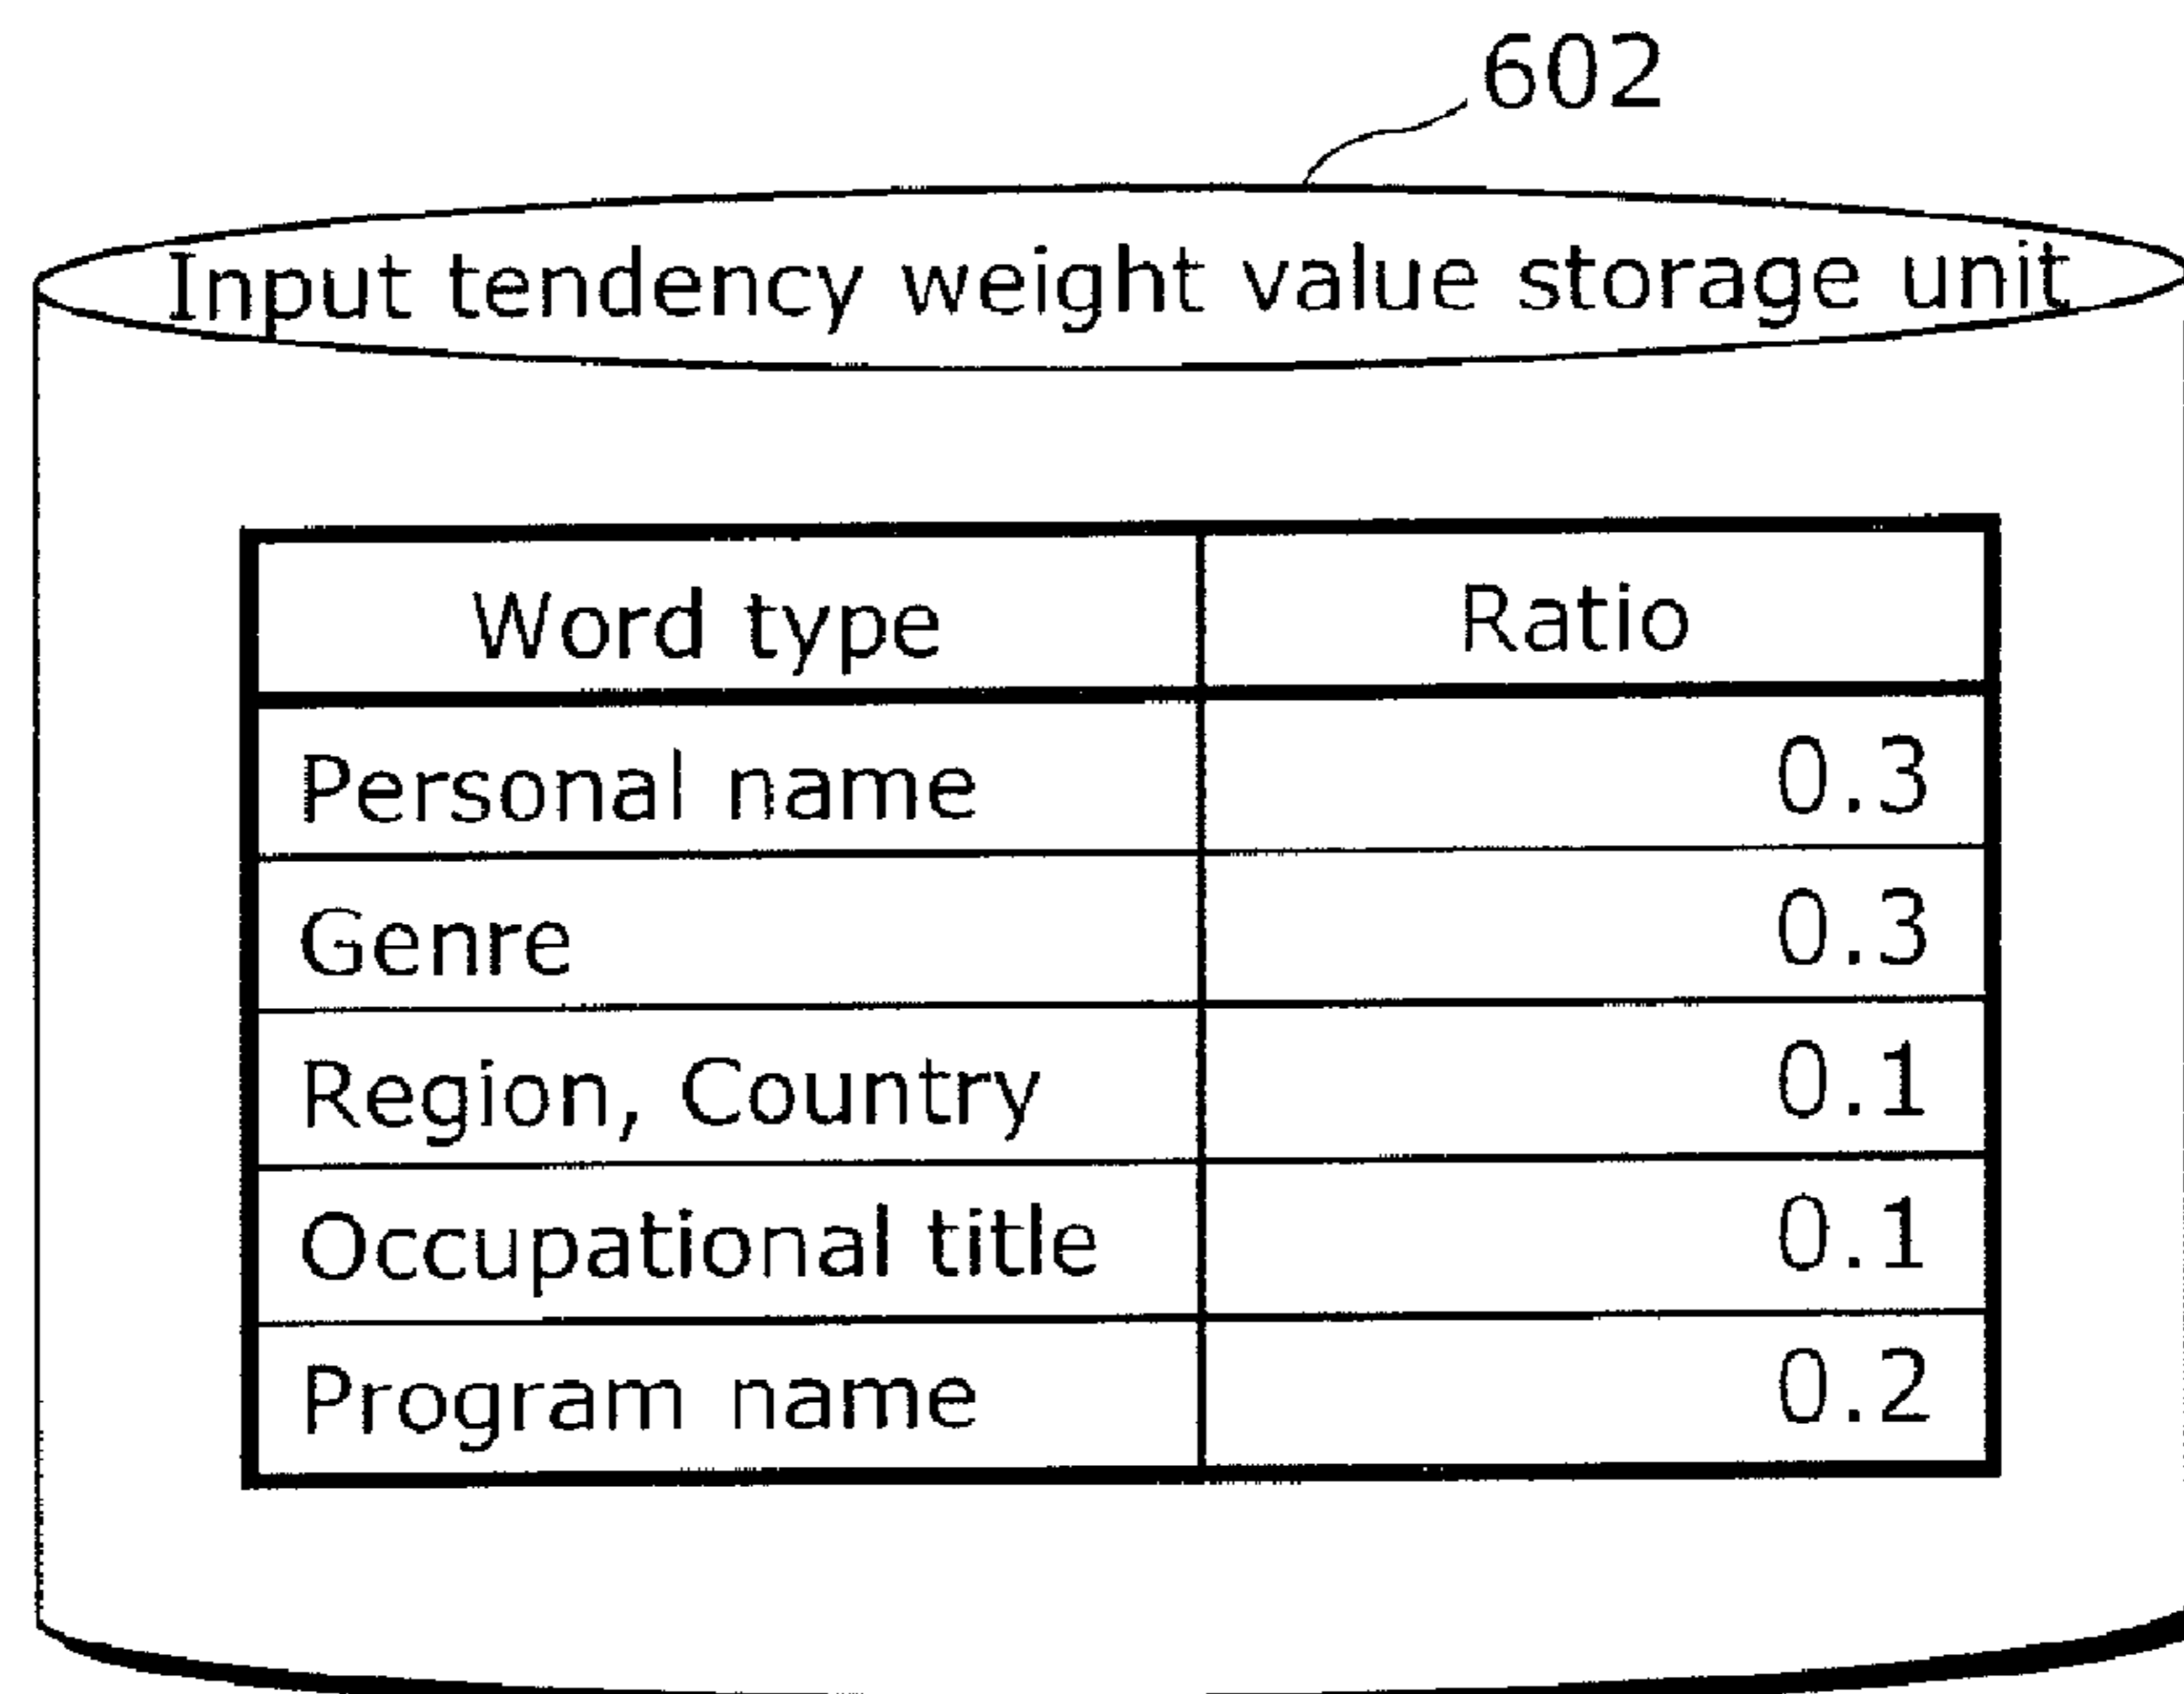 602
Input tendency weight value storage unit
Word type Ratio
Personal name 0.3
Genre 0.3
Region, Country 0.1
Occupational title 0.1
Program name 0.2